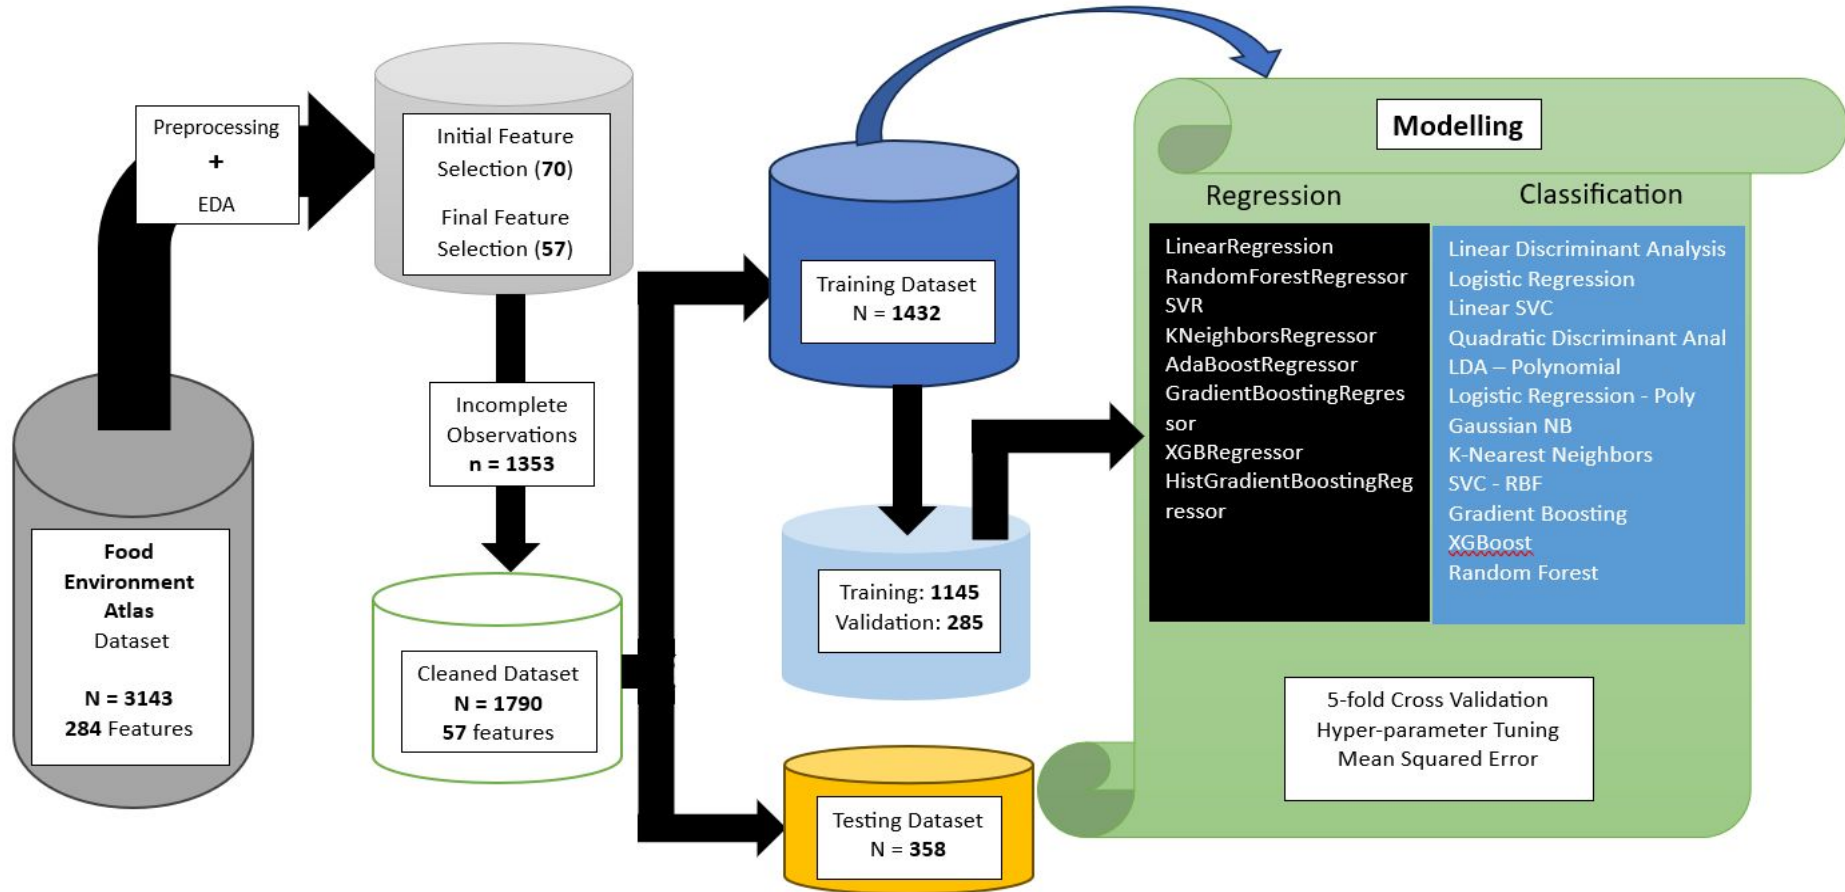 Preprocessing
+
EDA
Food
Environment
Atlas
Dataset
N = 3143
284 Features
Initial Feature
Selection (70)
Final Feature
Selection (57)
Incomplete
Observations
n = 1353
Cleaned Dataset
N = 1790
57 features
Training Dataset
N = 1432
Training: 1145
Validation: 285
Testing Dataset
N = 358
Modelling
Regression
LinearRegression
RandomForestRegressor
SVR
KNeighborsRegressor
AdaBoostRegressor
GradientBoostingRegres
sor
XGBRegressor
HistGradientBoostingReg
ressor
Classification
Linear Discriminant Analysis
Logistic Regression
Linear SVC
Quadratic Discriminant Anal
LDA – Polynomial
Logistic Regression - Poly
Gaussian NB
K-Nearest Neighbors
SVC - RBF
Gradient Boosting
XGBoost
Random Forest
5-fold Cross Validation
Hyper-parameter Tuning
Mean Squared Error